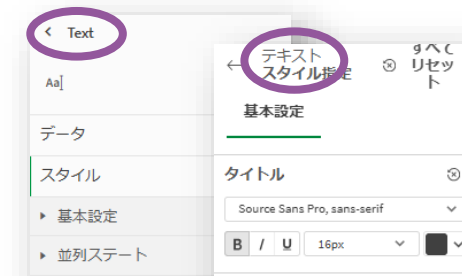 Text
Aa
データ
スタイル
基本設定
並列ステート
テキスト
スタイル指定
すべて
リセッ
ト
基本設定
タイトル
Source Sans Pro, sans-serif
B I U 16px